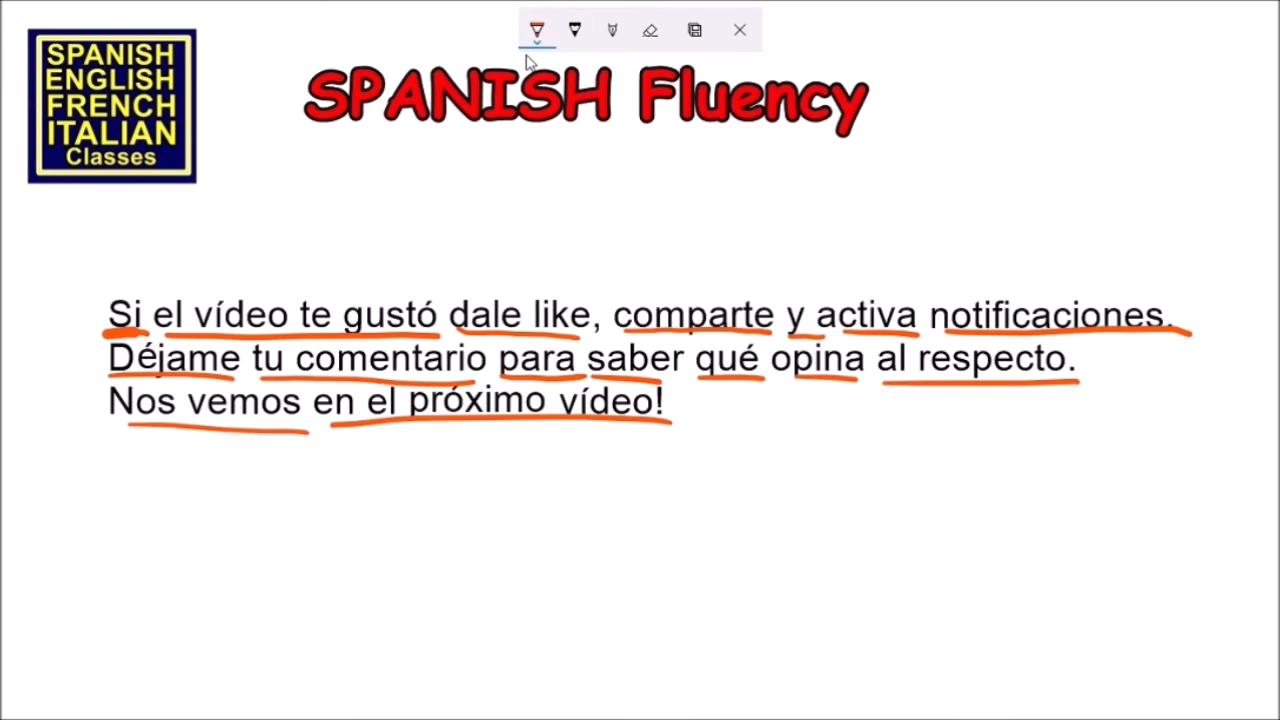 SPANISH
ENGLISH
FRENCH
ITALIAN
Classes
SPANISH Fluency
Si el vídeo te gustó dale like, comparte y activa notificaciones.
Déjame tu comentario para saber qué opina al respecto.
Nos vemos en el próximo vídeo!